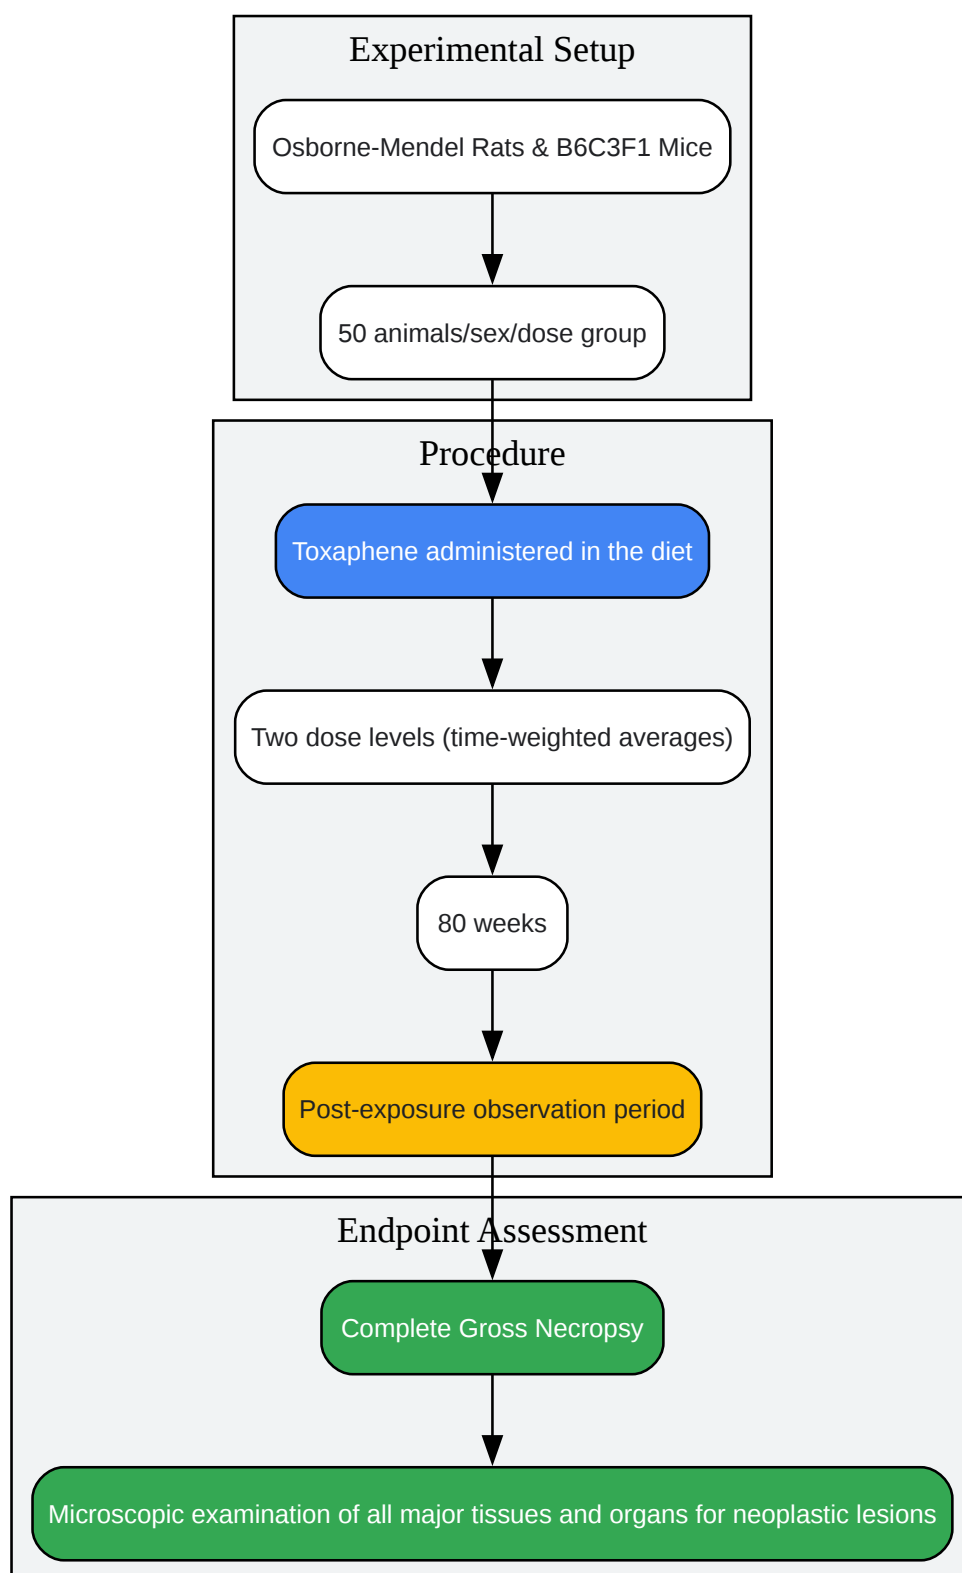 Experimental Setup
Osborne-Mendel Rats & B6C3F1 Mice
50 animals/sex/dose group
Procedure
Toxaphene administered in the diet
Two dose levels (time-weighted averages)
80 weeks
Post-exposure observation period
Endpoint Assessment
Complete Gross Necropsy
Microscopic examination of all major tissues and organs for neoplastic lesions